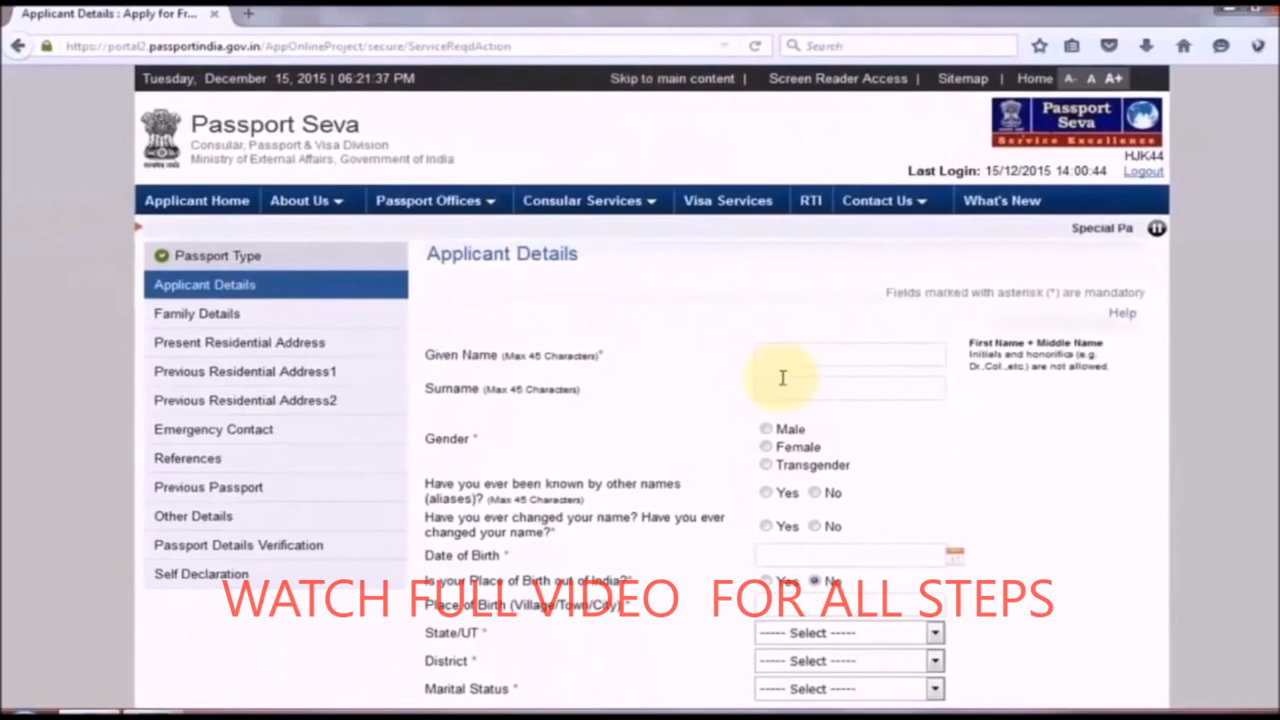 Applicant Details : Apply for Fr...
https://portal2.passportindia.gov.in/AppOnlineProject/secure/ServiceReqdAction
Search
Tuesday, December 15, 2015 | 06:21:37 PM
Skip to main content | Screen Reader Access | Sitemap | Home A- A A+
Passport Seva
Consular, Passport & Visa Division
Ministry of External Affairs, Government of India
Passport
Seva
Service Excellence
HJK44
Last Login: 15/12/2015 14:00:44 Logout
Applicant Home About Us Passport Offices Consular Services Visa Services RTI Contact Us What's New
Special Pa
Passport Type
Applicant Details
Family Details
Present Residential Address
Previous Residential Address1
Previous Residential Address2
Emergency Contact
References
Previous Passport
Other Details
Passport Details Verification
Self Declaration
Applicant Details
Fields marked with asterisk (*) are mandatory
Help
Given Name (Max 45 Characters)*
First Name + Middle Name
Initials and honorifics (e.g.
Dr.,Col.,etc.) are not allowed.
Surname (Max 45 Characters)
Gender *
Male
Female
Transgender
Have you ever been known by other names
(aliases)? (Max 45 Characters)
Yes No
Have you ever changed your name? Have you ever
changed your name?*
Yes No
Date of Birth *
Is your Place of Birth out of India?*
Yes No
WATCH FULL VIDEO FOR ALL STEPS
Place of Birth (Village/Town/City) *
State/UT *
----- Select -----
District *
----- Select -----
Marital Status *
----- Select -----